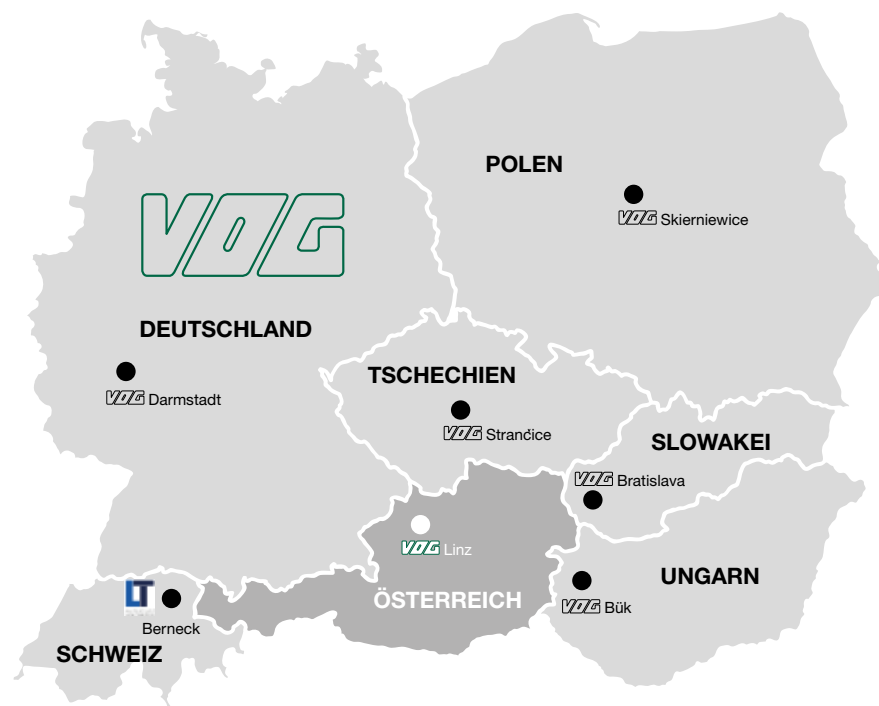 POLEN
VOG Skierniewice
VOG
DEUTSCHLAND
VOG Darmstadt
TSCHECHIEN
VOG Strančice
SLOWAKEI
VOG Bratislava
VOG Linz
ÖSTERREICH
UNGARN
VOG Bük
LT
Berneck
SCHWEIZ